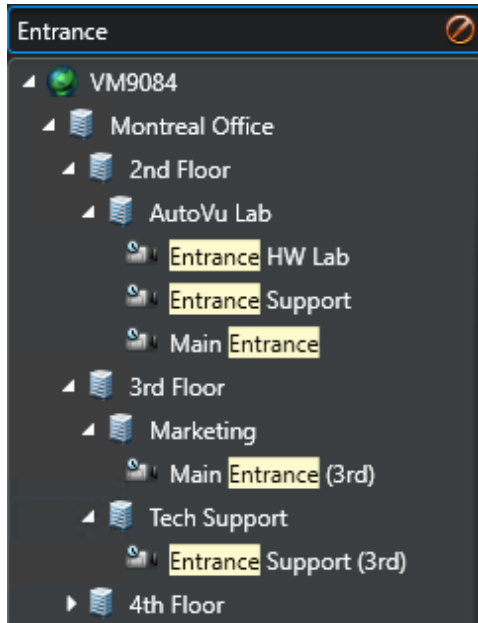 Entrance
VM9084
Montreal Office
2nd Floor
AutoVu Lab
Entrance HW Lab
Entrance Support
Main Entrance
3rd Floor
Marketing
Main Entrance (3rd)
Tech Support
Entrance Support (3rd)
4th Floor